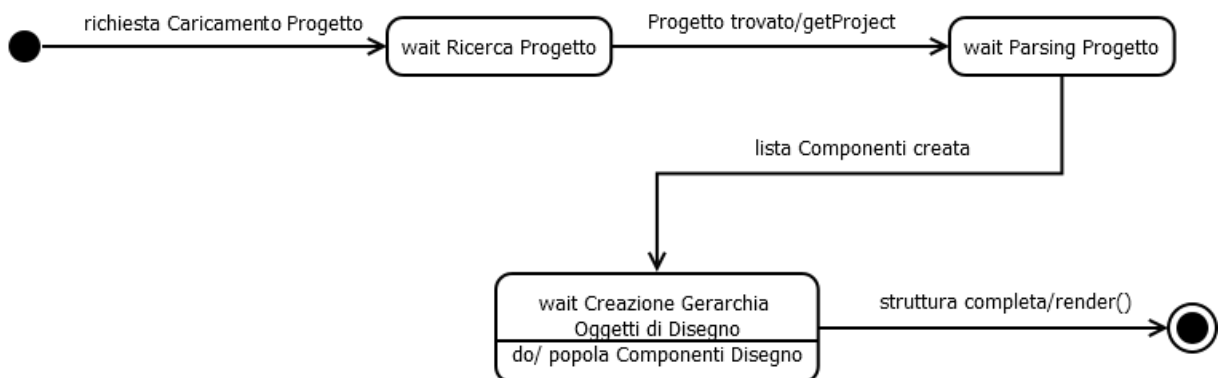 richiesta Caricamento Progetto
wait Ricerca Progetto
Progetto trovato/getProject
wait Parsing Progetto
lista Componenti creata
wait Creazione Gerarchia
Oggetti di Disegno
do/ popola Componenti Disegno
struttura completa/render()